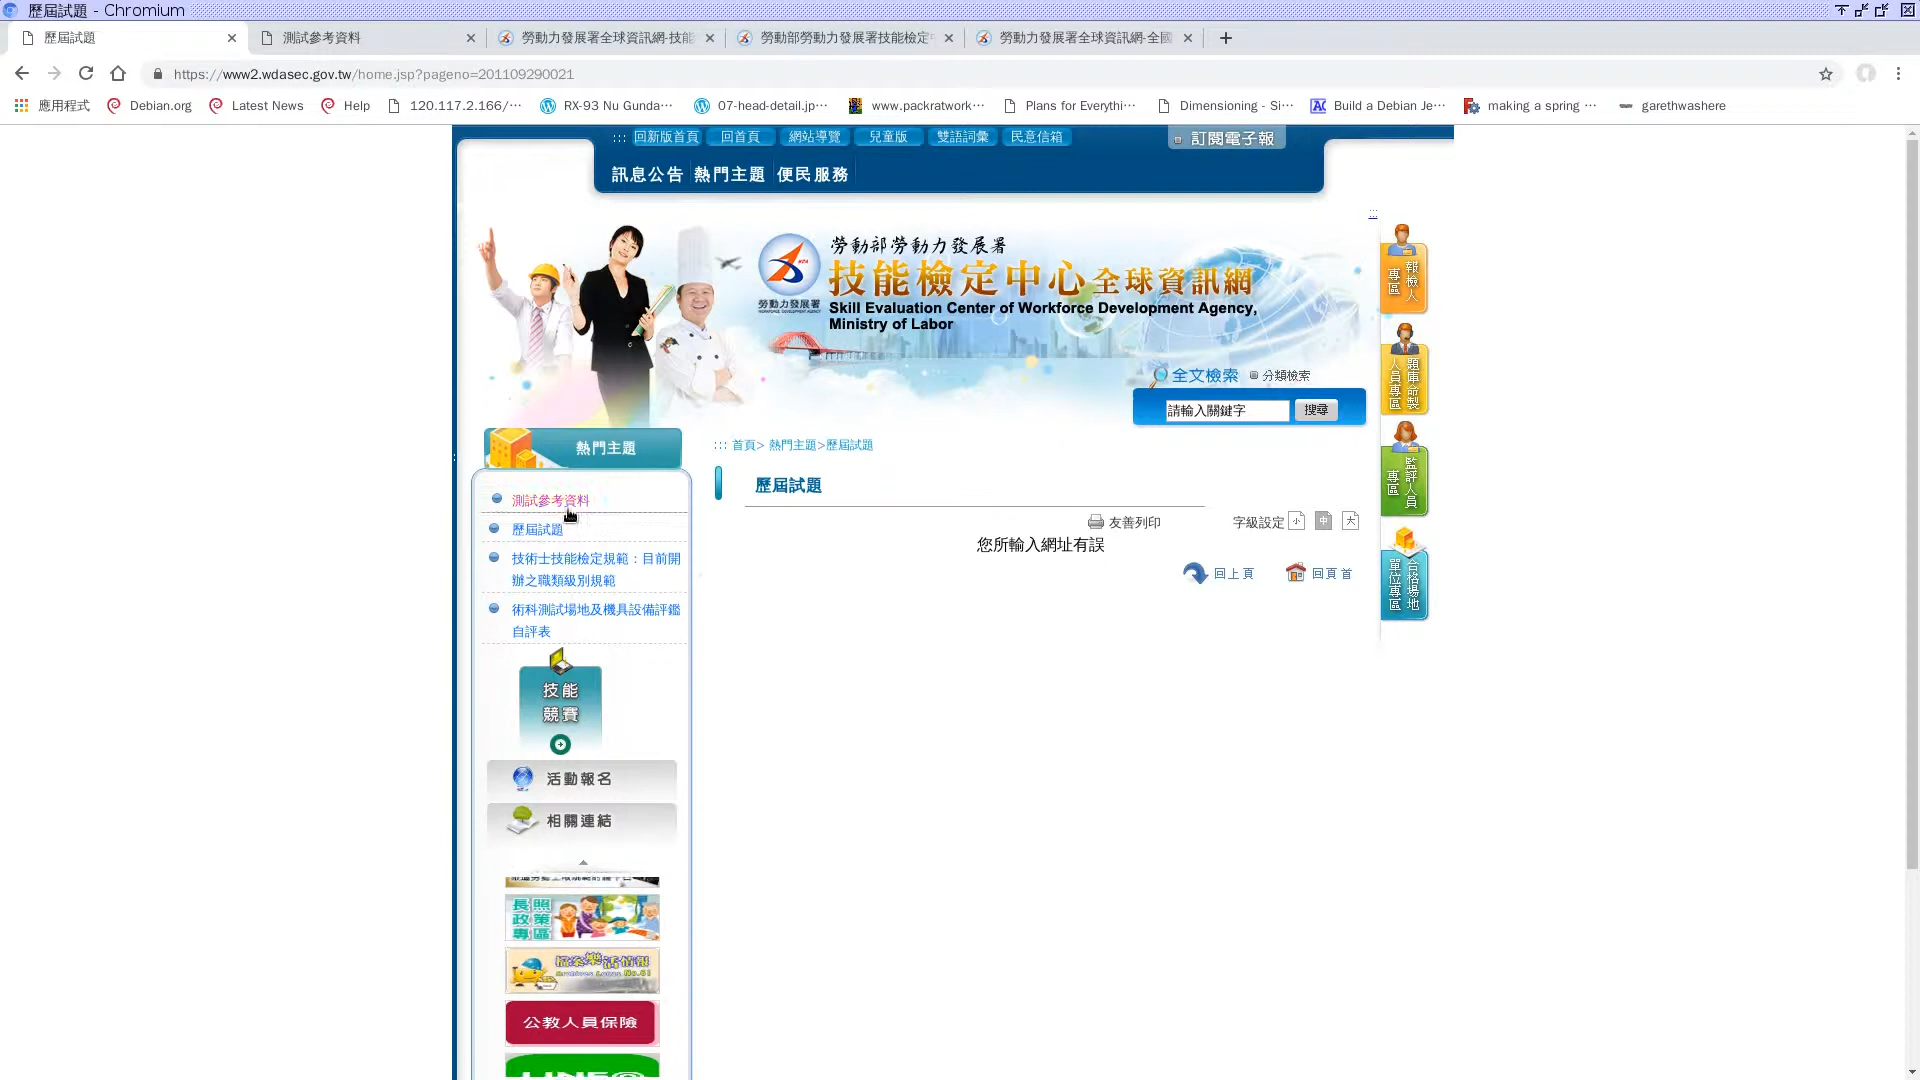 歷屆試題 - Chromium
歷屆試題
測試參考資料
勞動力發展署全球資訊網-技能
勞動部勞動力發展署技能檢定中
勞動力發展署全球資訊網-全國
https://www2.wdasec.gov.tw/home.jsp?pageno=201109290021
應用程式
Debian.org
Latest News
Help
120.117.2.166/…
RX-93 Nu Gunda…
07-head-detail.jp…
www.packratwork…
Plans for Everythi…
Dimensioning - Si…
Build a Debian Je…
making a spring …
garethwashere
::: 回新版首頁 回首頁 網站導覽 兒童版 雙語詞彙 民意信箱
訂閱電子報
訊息公告 熱門主題 便民服務
:::
勞動部勞動力發展署
技能檢定中心全球資訊網
Skill Evaluation Center of Workforce Development Agency,
Ministry of Labor
勞動力發展署
WORKFORCE DEVELOPMENT AGENCY
全文檢索 分類檢索
請輸入關鍵字 搜尋
報檢人專區
題庫命製人員專區
監評人員專區
合格場地單位專區
熱門主題
測試參考資料
歷屆試題
技術士技能檢定規範：目前開
辦之職類級別規範
術科測試場地及機具設備評鑑
自評表
技能
競賽
活動報名
相關連結
長照
政策
專區
檔案樂活情報
公教人員保險
::: 首頁> 熱門主題>歷屆試題
歷屆試題
友善列印
字級設定 小 中 大
您所輸入網址有誤
回上頁
回頁首